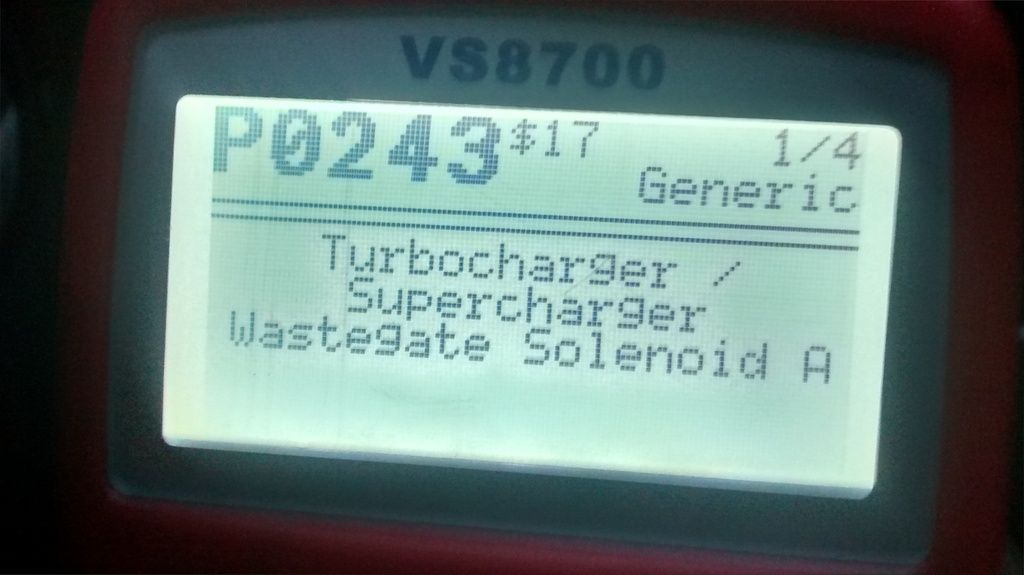 VS8700
P0243 $17 1/4
Generic
Turbocharger /
Supercharger
Wastegate Solenoid A